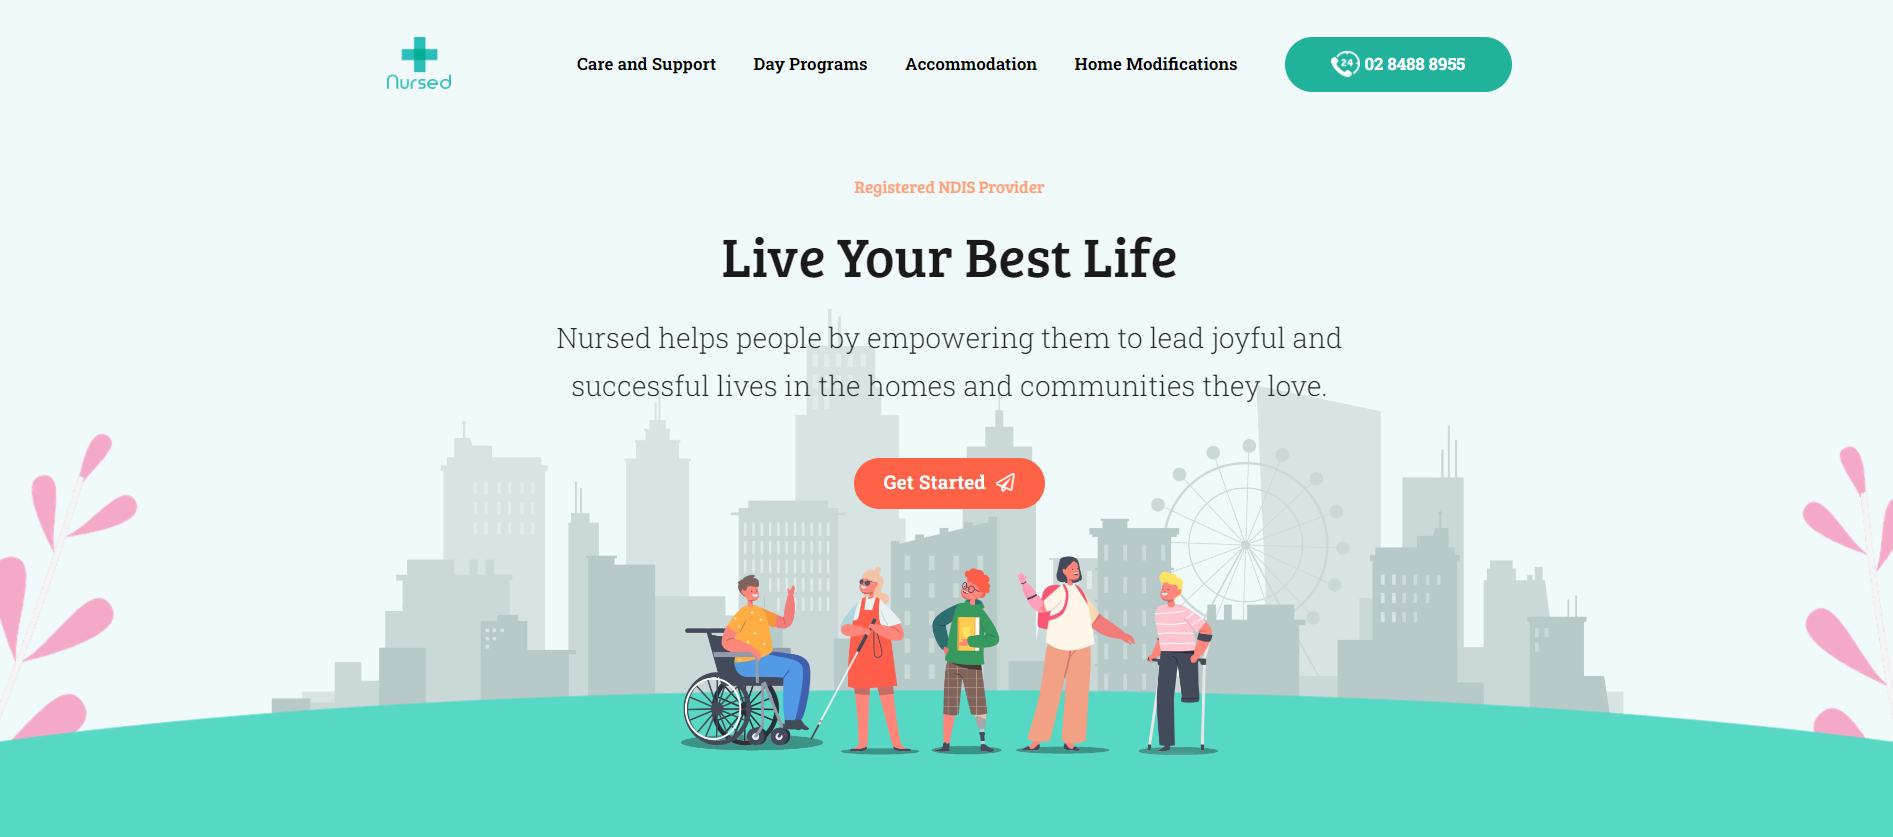 Nursed
Care and Support
Day Programs
Accommodation
Home Modifications
24
02 8488 8955
Registered NDIS Provider
Live Your Best Life
Nursed helps people by empowering them to lead joyful and
successful lives in the homes and communities they love.
Get Started